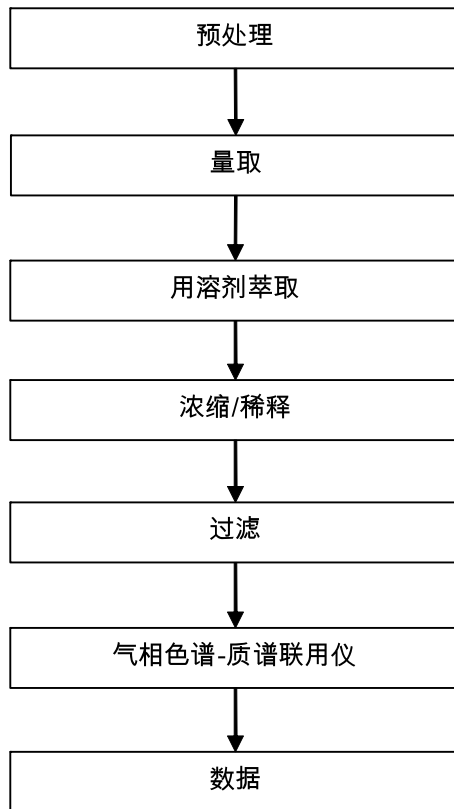 预处理
量取
用溶剂萃取
浓缩/稀释
过滤
气相色谱-质谱联用仪
数据